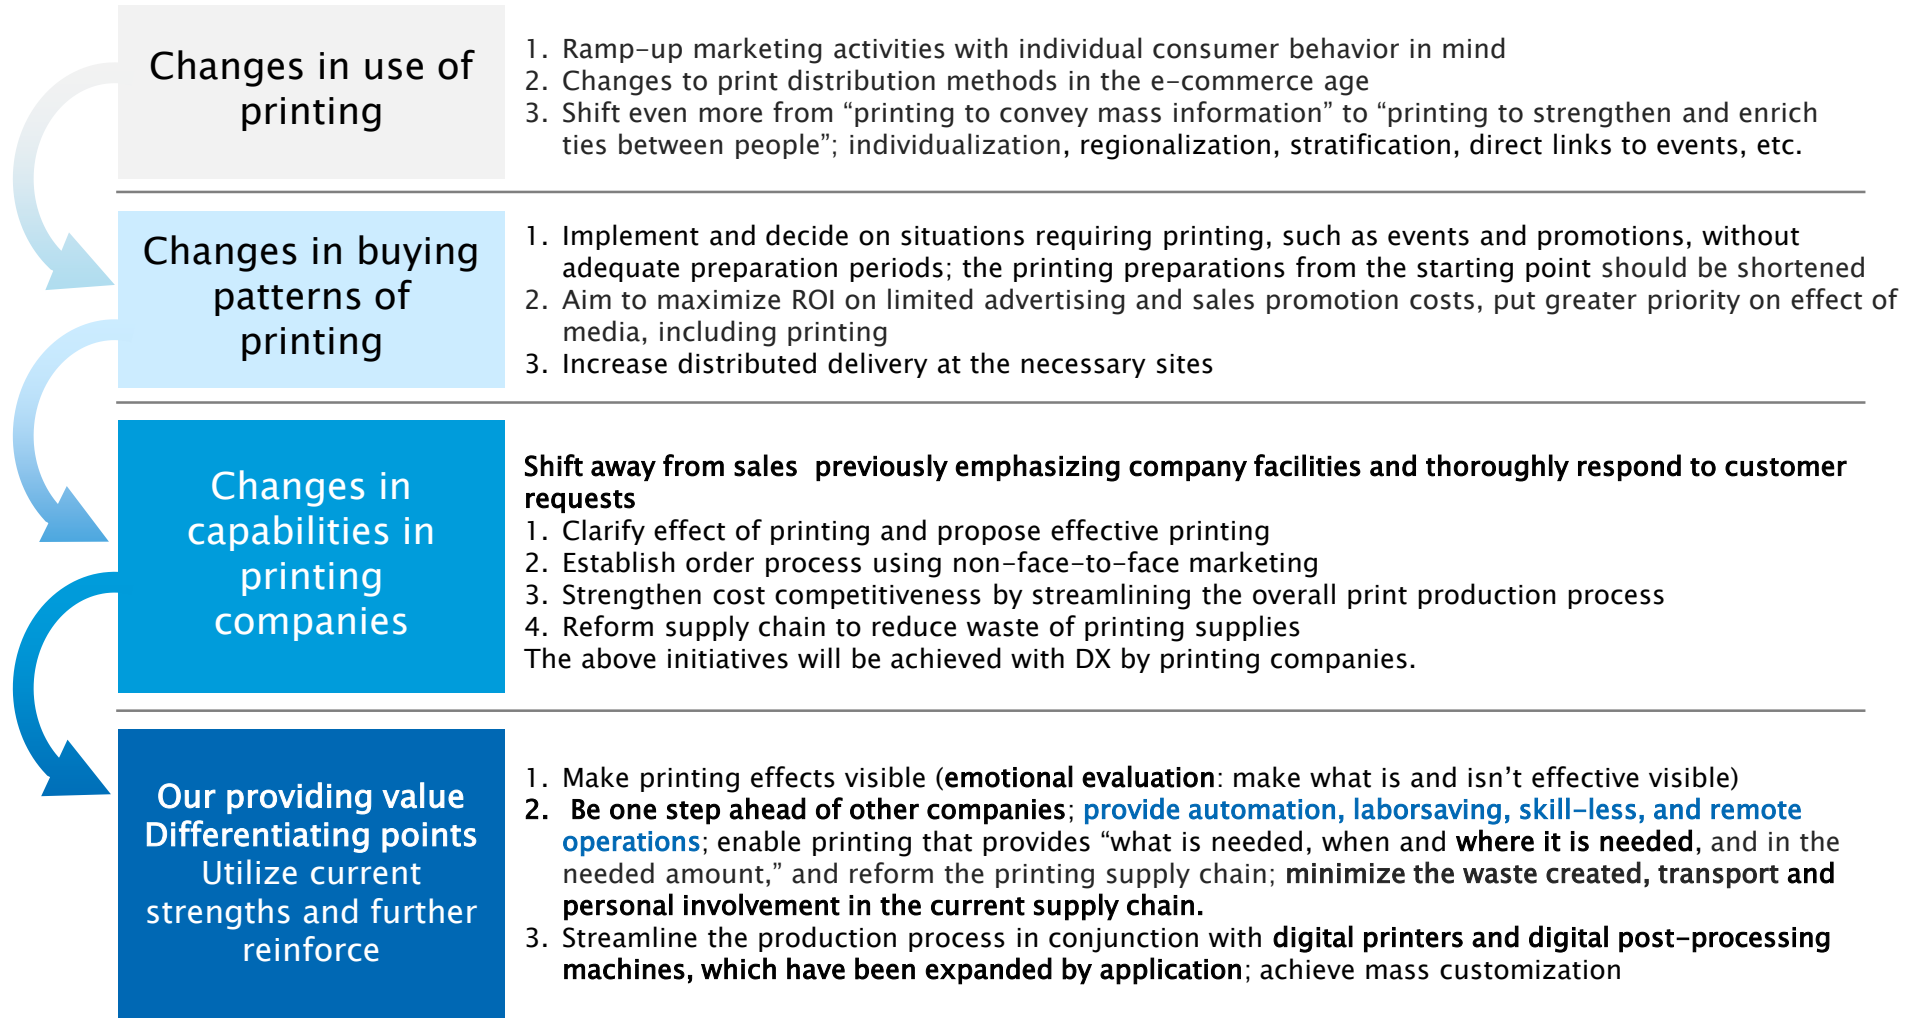 Changes in use of
printing
1. Ramp-up marketing activities with individual consumer behavior in mind
2. Changes to print distribution methods in the e-commerce age
3. Shift even more from “printing to convey mass information” to “printing to strengthen and enrich
ties between people”; individualization, regionalization, stratification, direct links to events, etc.
Changes in buying
patterns of
printing
1. Implement and decide on situations requiring printing, such as events and promotions, without
adequate preparation periods; the printing preparations from the starting point should be shortened
2. Aim to maximize ROI on limited advertising and sales promotion costs, put greater priority on effect of
media, including printing
3. Increase distributed delivery at the necessary sites
Changes in
capabilities in
printing
companies
Shift away from sales previously emphasizing company facilities and thoroughly respond to customer
requests
1. Clarify effect of printing and propose effective printing
2. Establish order process using non-face-to-face marketing
3. Strengthen cost competitiveness by streamlining the overall print production process
4. Reform supply chain to reduce waste of printing supplies
The above initiatives will be achieved with DX by printing companies.
Our providing value
Differentiating points
Utilize current
strengths and further
reinforce
1. Make printing effects visible (emotional evaluation: make what is and isn’t effective visible)
2. Be one step ahead of other companies; provide automation, laborsaving, skill-less, and remote
operations; enable printing that provides “what is needed, when and where it is needed, and in the
needed amount,” and reform the printing supply chain; minimize the waste created, transport and
personal involvement in the current supply chain.
3. Streamline the production process in conjunction with digital printers and digital post-processing
machines, which have been expanded by application; achieve mass customization